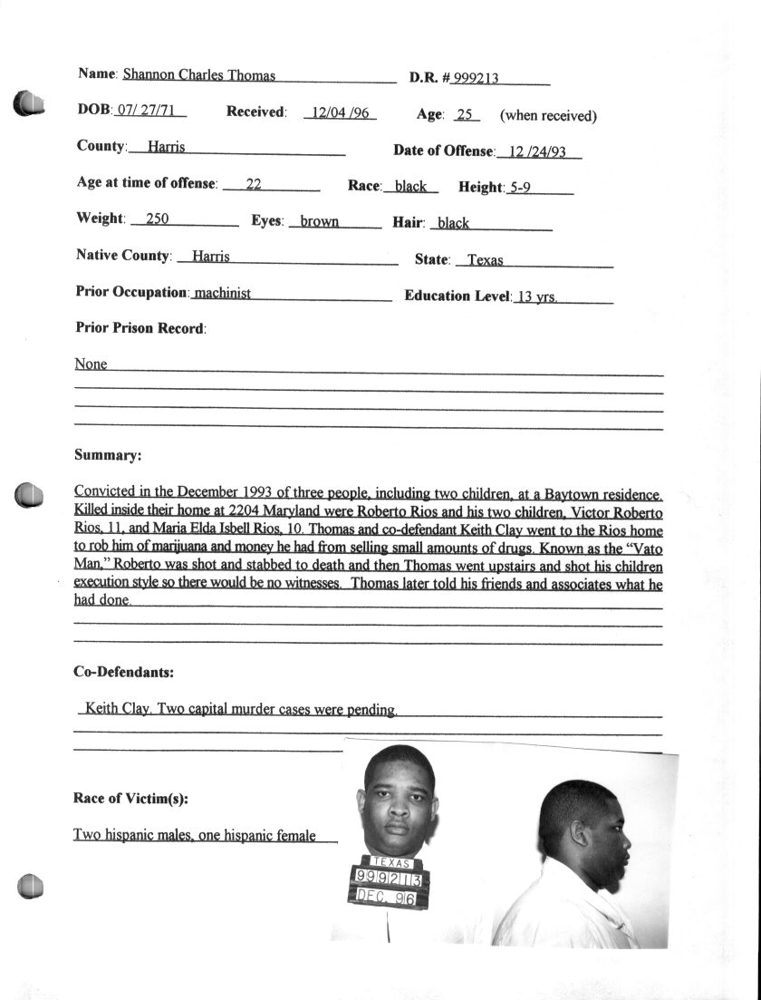 Name: Shannon Charles Thomas D.R. # 999213
DOB: 07/ 27/71 Received: 12/04 /96 Age: 25 (when received)
County: Harris Date of Offense: 12 /24/93
Age at time of offense: 22 Race: black Height: 5-9
Weight: 250 Eyes: brown Hair: black
Native County: Harris State: Texas
Prior Occupation: machinist Education Level: 13 yrs.
Prior Prison Record:
None
Summary:
Convicted in the December 1993 of three people, including two children, at a Baytown residence.
Killed inside their home at 2204 Maryland were Roberto Rios and his two children, Victor Roberto
Rios, 11, and Maria Elda Isbell Rios, 10. Thomas and co-defendant Keith Clay went to the Rios home
to rob him of marijuana and money he had from selling small amounts of drugs. Known as the “Vato
Man,” Roberto was shot and stabbed to death and then Thomas went upstairs and shot his children
execution style so there would be no witnesses. Thomas later told his friends and associates what he
had done.
Co-Defendants:
Keith Clay. Two capital murder cases were pending.
Race of Victim(s):
Two hispanic males, one hispanic female
TEXAS
999213
DEC. 96